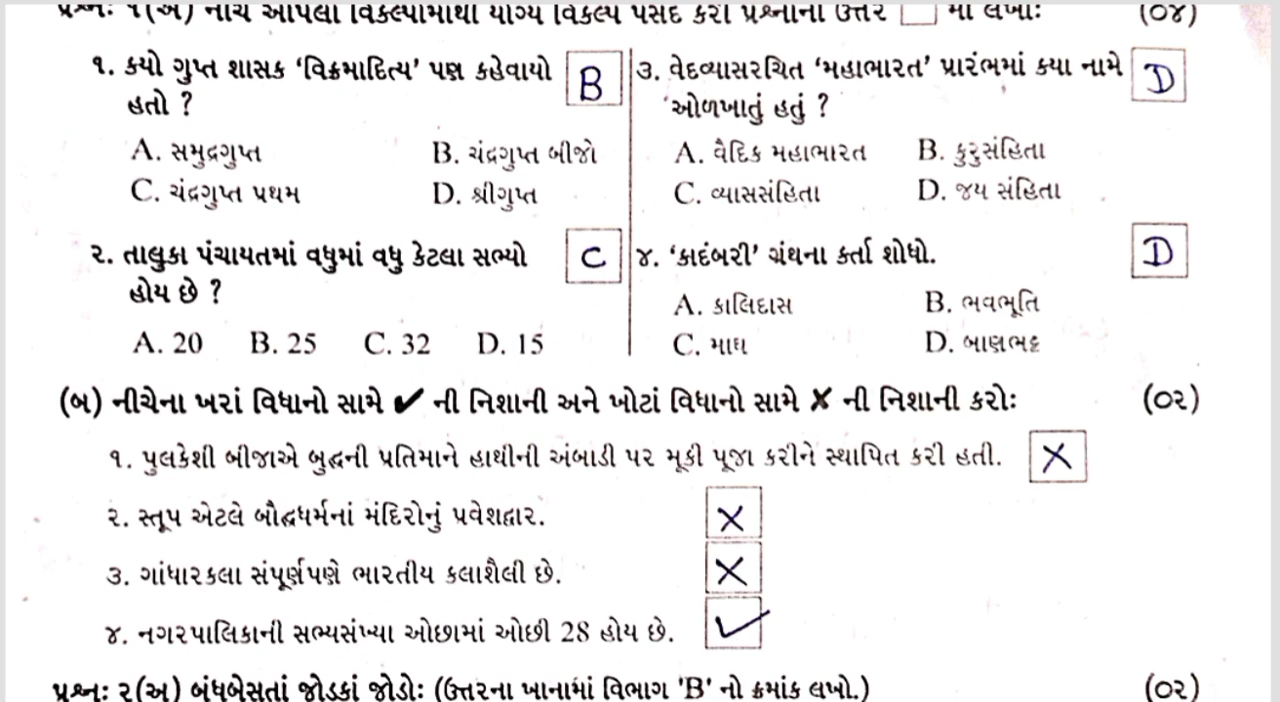 પ્રશ્ન: ૧(અ) નીચે આપેલા વિકલ્પોમાંથી યોગ્ય વિકલ્પ પસંદ કરી પ્રશ્નોના ઉત્તર માં લખો: (૦૪)
૧. કયો ગુપ્ત શાસક ‘વિક્રમાદિત્ય’ પણ કહેવાયો B
હતો ?
A. સમુદ્રગુપ્ત B. ચંદ્રગુપ્ત બીજો
C. ચંદ્રગુપ્ત પ્રથમ D. શ્રીગુપ્ત
૨. તાલુકા પંચાયતમાં વધુમાં વધુ કેટલા સભ્યો C
હોય છે ?
A. 20 B. 25 C. 32 D. 15
૩. વેદવ્યાસરચિત ‘મહાભારત’ પ્રારંભમાં ક્યા નામે D
ઓળખાતું હતું ?
A. વૈદિક મહાભારત B. કુરુસંહિતા
C. વ્યાસસંહિતા D. જય સંહિતા
૪. ‘કાદંબરી’ ગ્રંથના કર્તા શોધો. D
A. કાલિદાસ B. ભવભૂતિ
C. માઘ D. બાણભટ્ટ
(બ) નીચેના ખરાં વિધાનો સામે ✔ ની નિશાની અને ખોટાં વિધાનો સામે ✗ ની નિશાની કરો: (૦૨)
૧. પુલકેશી બીજાએ બુદ્ધની પ્રતિમાને હાથીની અંબાડી પર મૂકી પૂજા કરીને સ્થાપિત કરી હતી. ✗
૨. સ્તૂપ એટલે બૌદ્ધધર્મનાં મંદિરોનું પ્રવેશદ્વાર. ✗
૩. ગાંધારકલા સંપૂર્ણપણે ભારતીય કલાશૈલી છે. ✗
૪. નગરપાલિકાની સભ્યસંખ્યા ઓછામાં ઓછી 28 હોય છે. ✓
પ્રશ્ન: ૨(અ) બંધબેસતાં જોડકાં જોડો: (ઉત્તરના ખાનામાં વિભાગ 'B' નો ક્રમાંક લખો.) (૦૨)